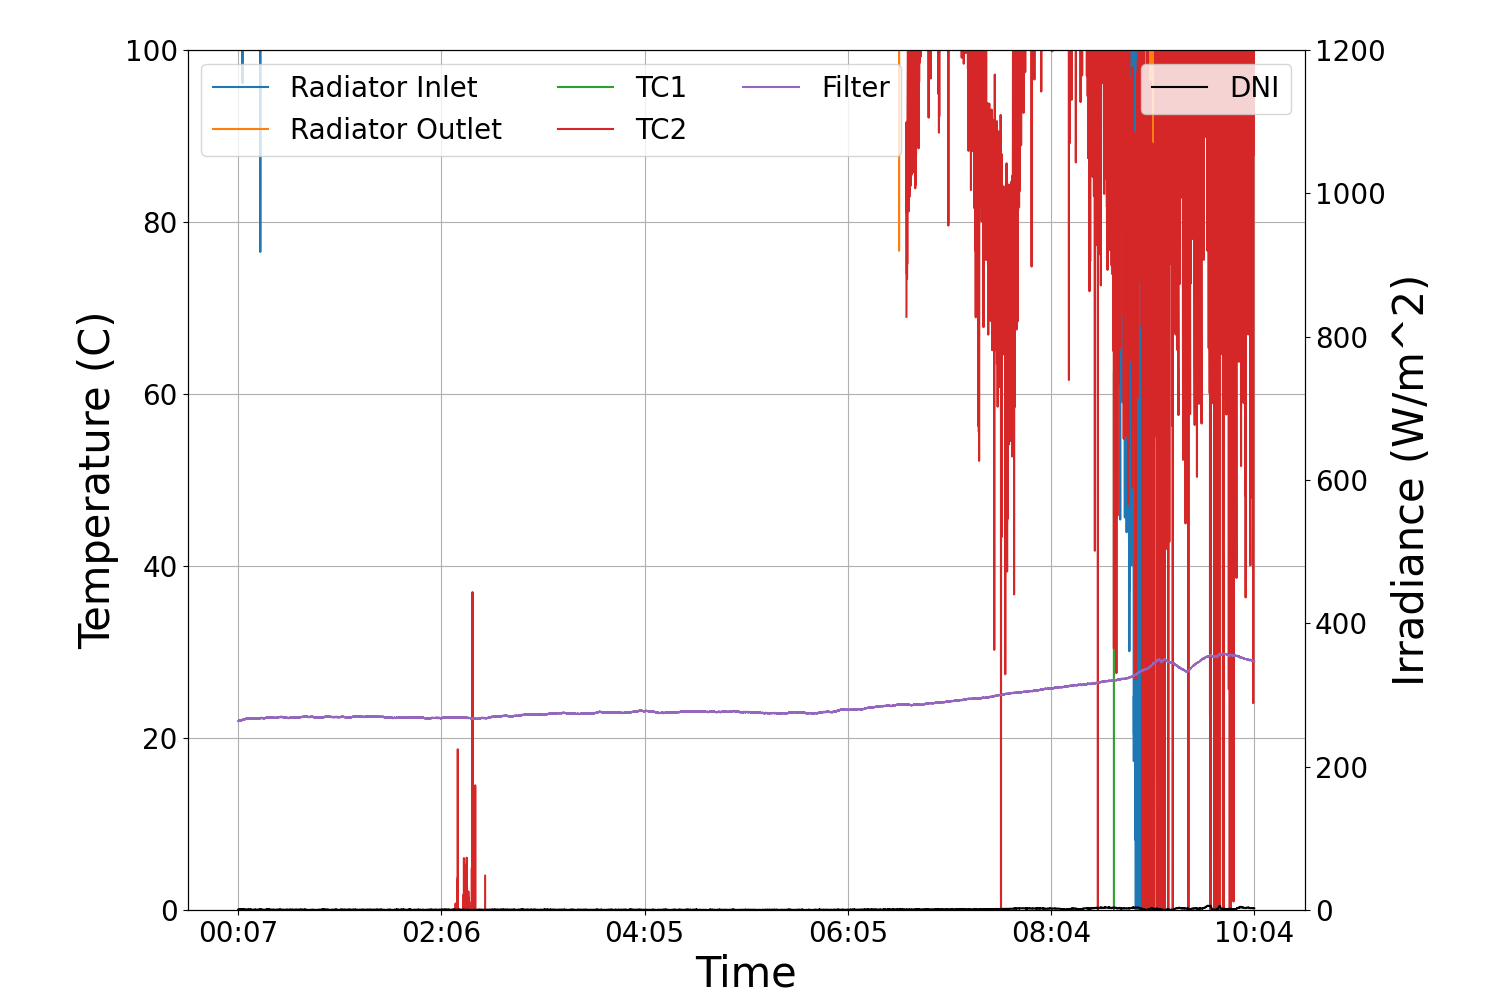 100
80
60
40
20
0
Temperature (C)
Radiator Inlet
Radiator Outlet
TC1
TC2
Filter
DNI
1200
1000
800
600
400
200
0
Irradiance (W/m^2)
00:07 02:06 04:05 06:05 08:04 10:04
Time